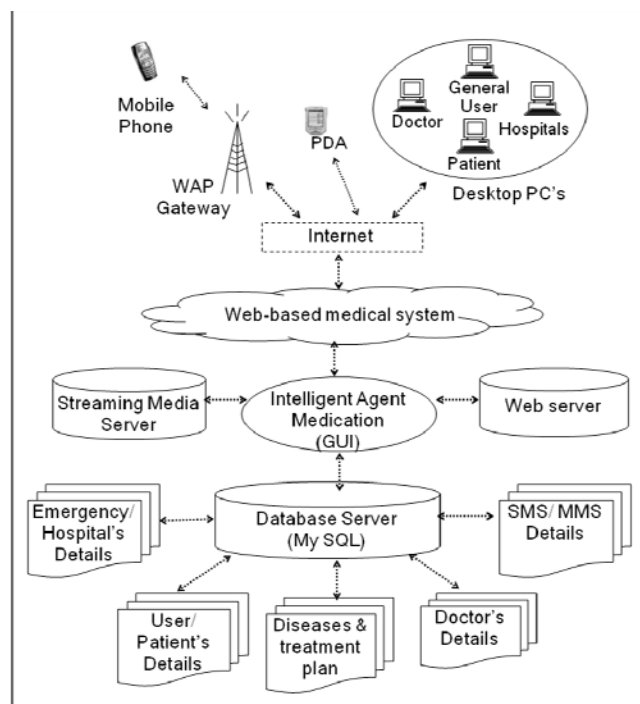 Mobile
Phone
WAP
Gateway
PDA
General
User
Doctor
Hospitals
Patient
Desktop PC's
Internet
Web-based medical system
Streaming Media
Server
Intelligent Agent
Medication
(GUI)
Web server
Emergency/
Hospital's
Details
Database Server
(My SQL)
SMS/ MMS
Details
User/
Patient's
Details
Diseases &
treatment
plan
Doctor's
Details